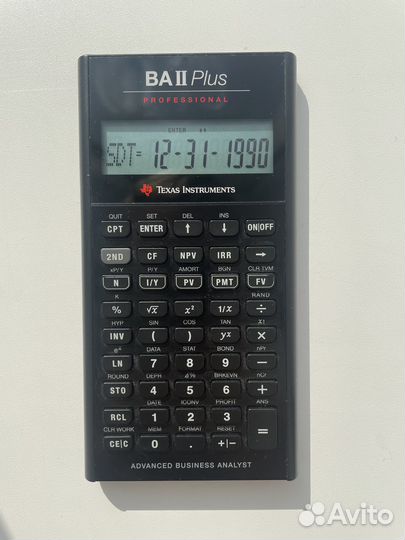 BA II Plus
PROFESSIONAL
ENTER
SDT= 12-31-1990
TEXAS INSTRUMENTS
QUIT SET DEL INS
CPT ENTER ↑ ↓ ON|OFF
2ND CF NPV IRR →
xP/Y P/Y AMORT BGN CLR TVM
N I/Y PV PMT FV
K RAND
% √x x² 1/x ÷
HYP SIN COS TAN x!
INV ( ) yˣ ×
eˣ DATA STAT BOND nPr
LN 7 8 9 −
ROUND DEPR Δ% BRKEVN nCr
STO 4 5 6 +
DATE ICONV PROFIT ANS
RCL 1 2 3 =
CLR WORK MEM FORMAT RESET
CE|C 0 . +|−
ADVANCED BUSINESS ANALYST
Avito